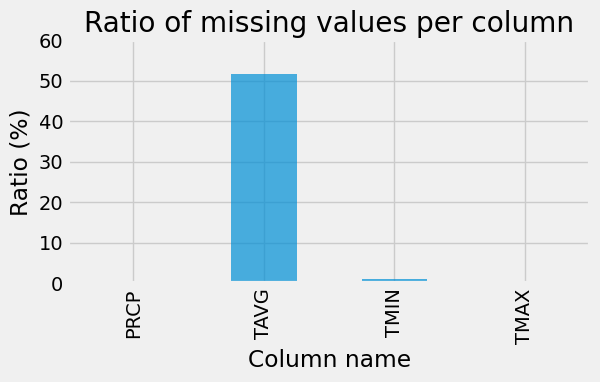 Ratio of missing values per column
Ratio (%)
60
50
40
30
20
10
0
PRCP
TAVG
TMIN
TMAX
Column name